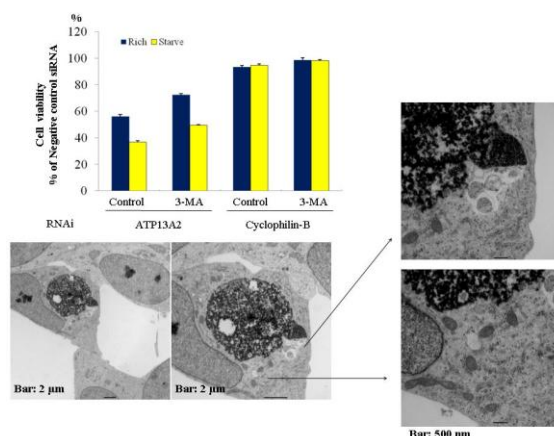 %
120
100
80
60
40
20
0
Cell viability
% of Negative control siRNA
Rich Starve
Control 3-MA Control 3-MA
RNAi ATP13A2 Cyclophilin-B
Bar: 2 µm
Bar: 2 µm
Bar: 500 nm